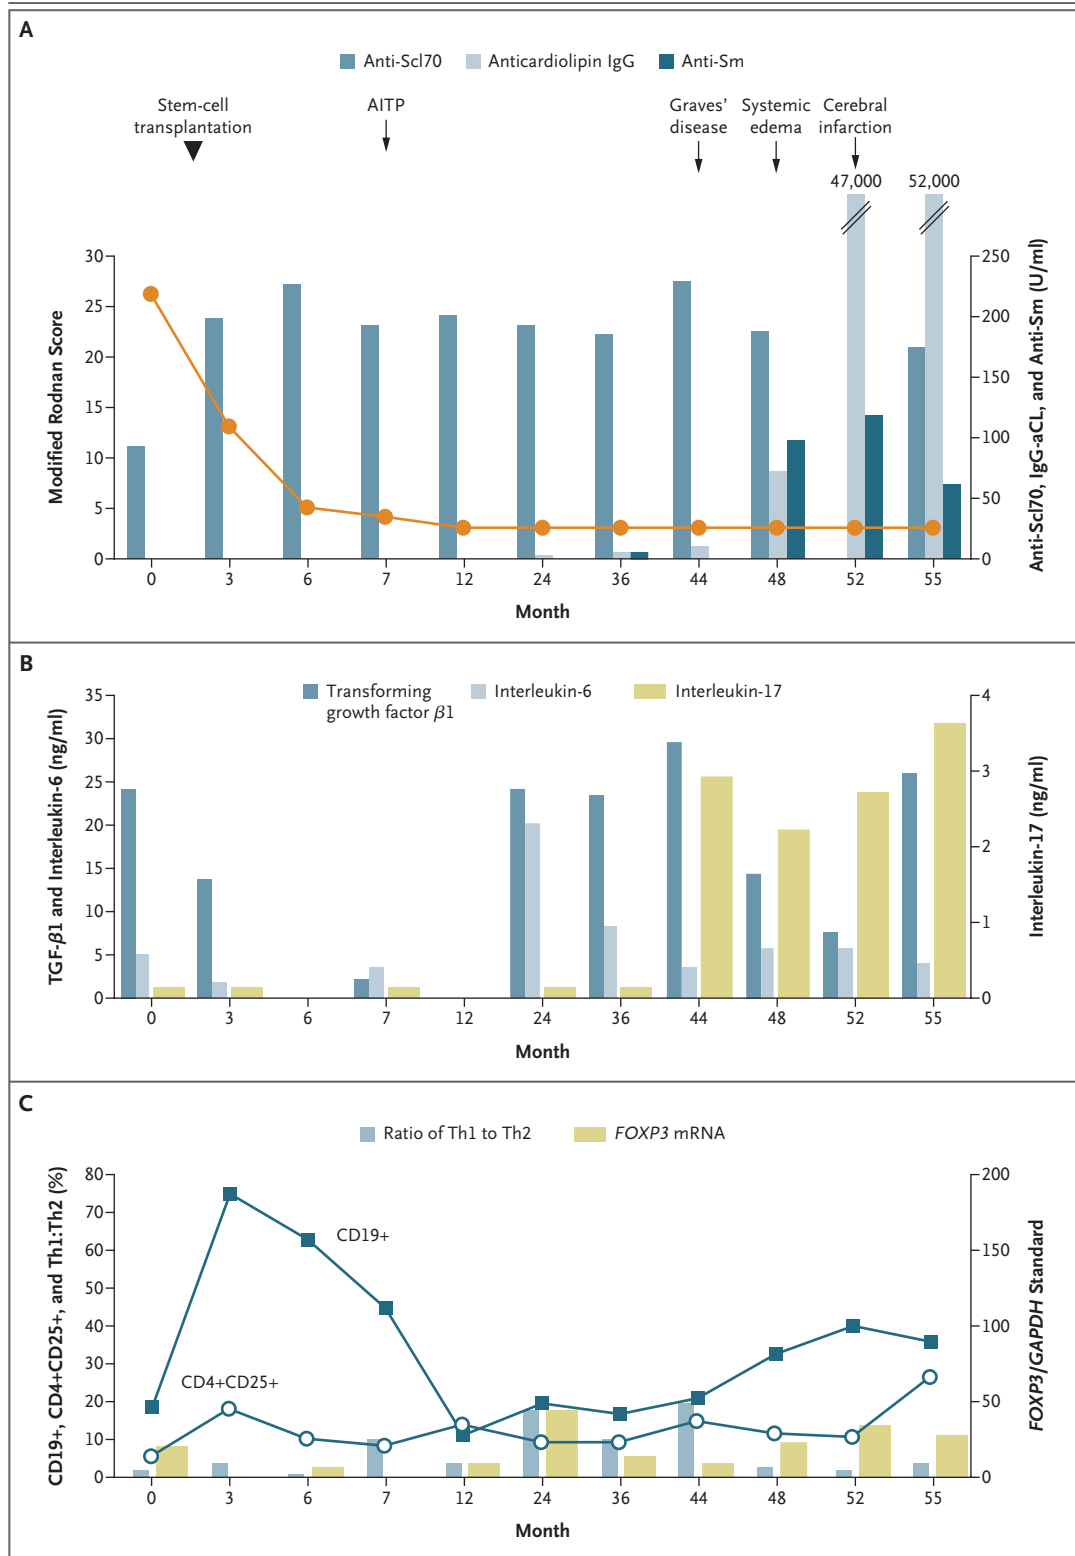 A
Anti-Scl70 Anticardiolipin IgG Anti-Sm
Stem-cell transplantation
AITP
Graves' disease
Systemic edema
Cerebral infarction
47,000 52,000
Modified Rodnan Score
30
25
20
15
10
5
0
Anti-Scl70, IgG-aCL, and Anti-Sm (U/ml)
250
200
150
100
50
0
0 3 6 7 12 24 36 44 48 52 55
Month
B
Transforming growth factor β1
Interleukin-6
Interleukin-17
TGF-β1 and Interleukin-6 (ng/ml)
35
30
25
20
15
10
5
0
Interleukin-17 (ng/ml)
4
3
2
1
0
0 3 6 7 12 24 36 44 48 52 55
Month
C
Ratio of Th1 to Th2 FOXP3 mRNA
CD19+, CD4+CD25+, and Th1:Th2 (%)
80
70
60
50
40
30
20
10
0
CD19+
CD4+CD25+
FOXP3/GAPDH Standard
200
150
100
50
0
0 3 6 7 12 24 36 44 48 52 55
Month